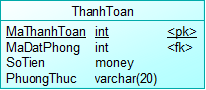 ThanhToan
MaThanhToan int <pk>
MaDatPhong int <fk>
SoTien money
PhuongThuc varchar(20)